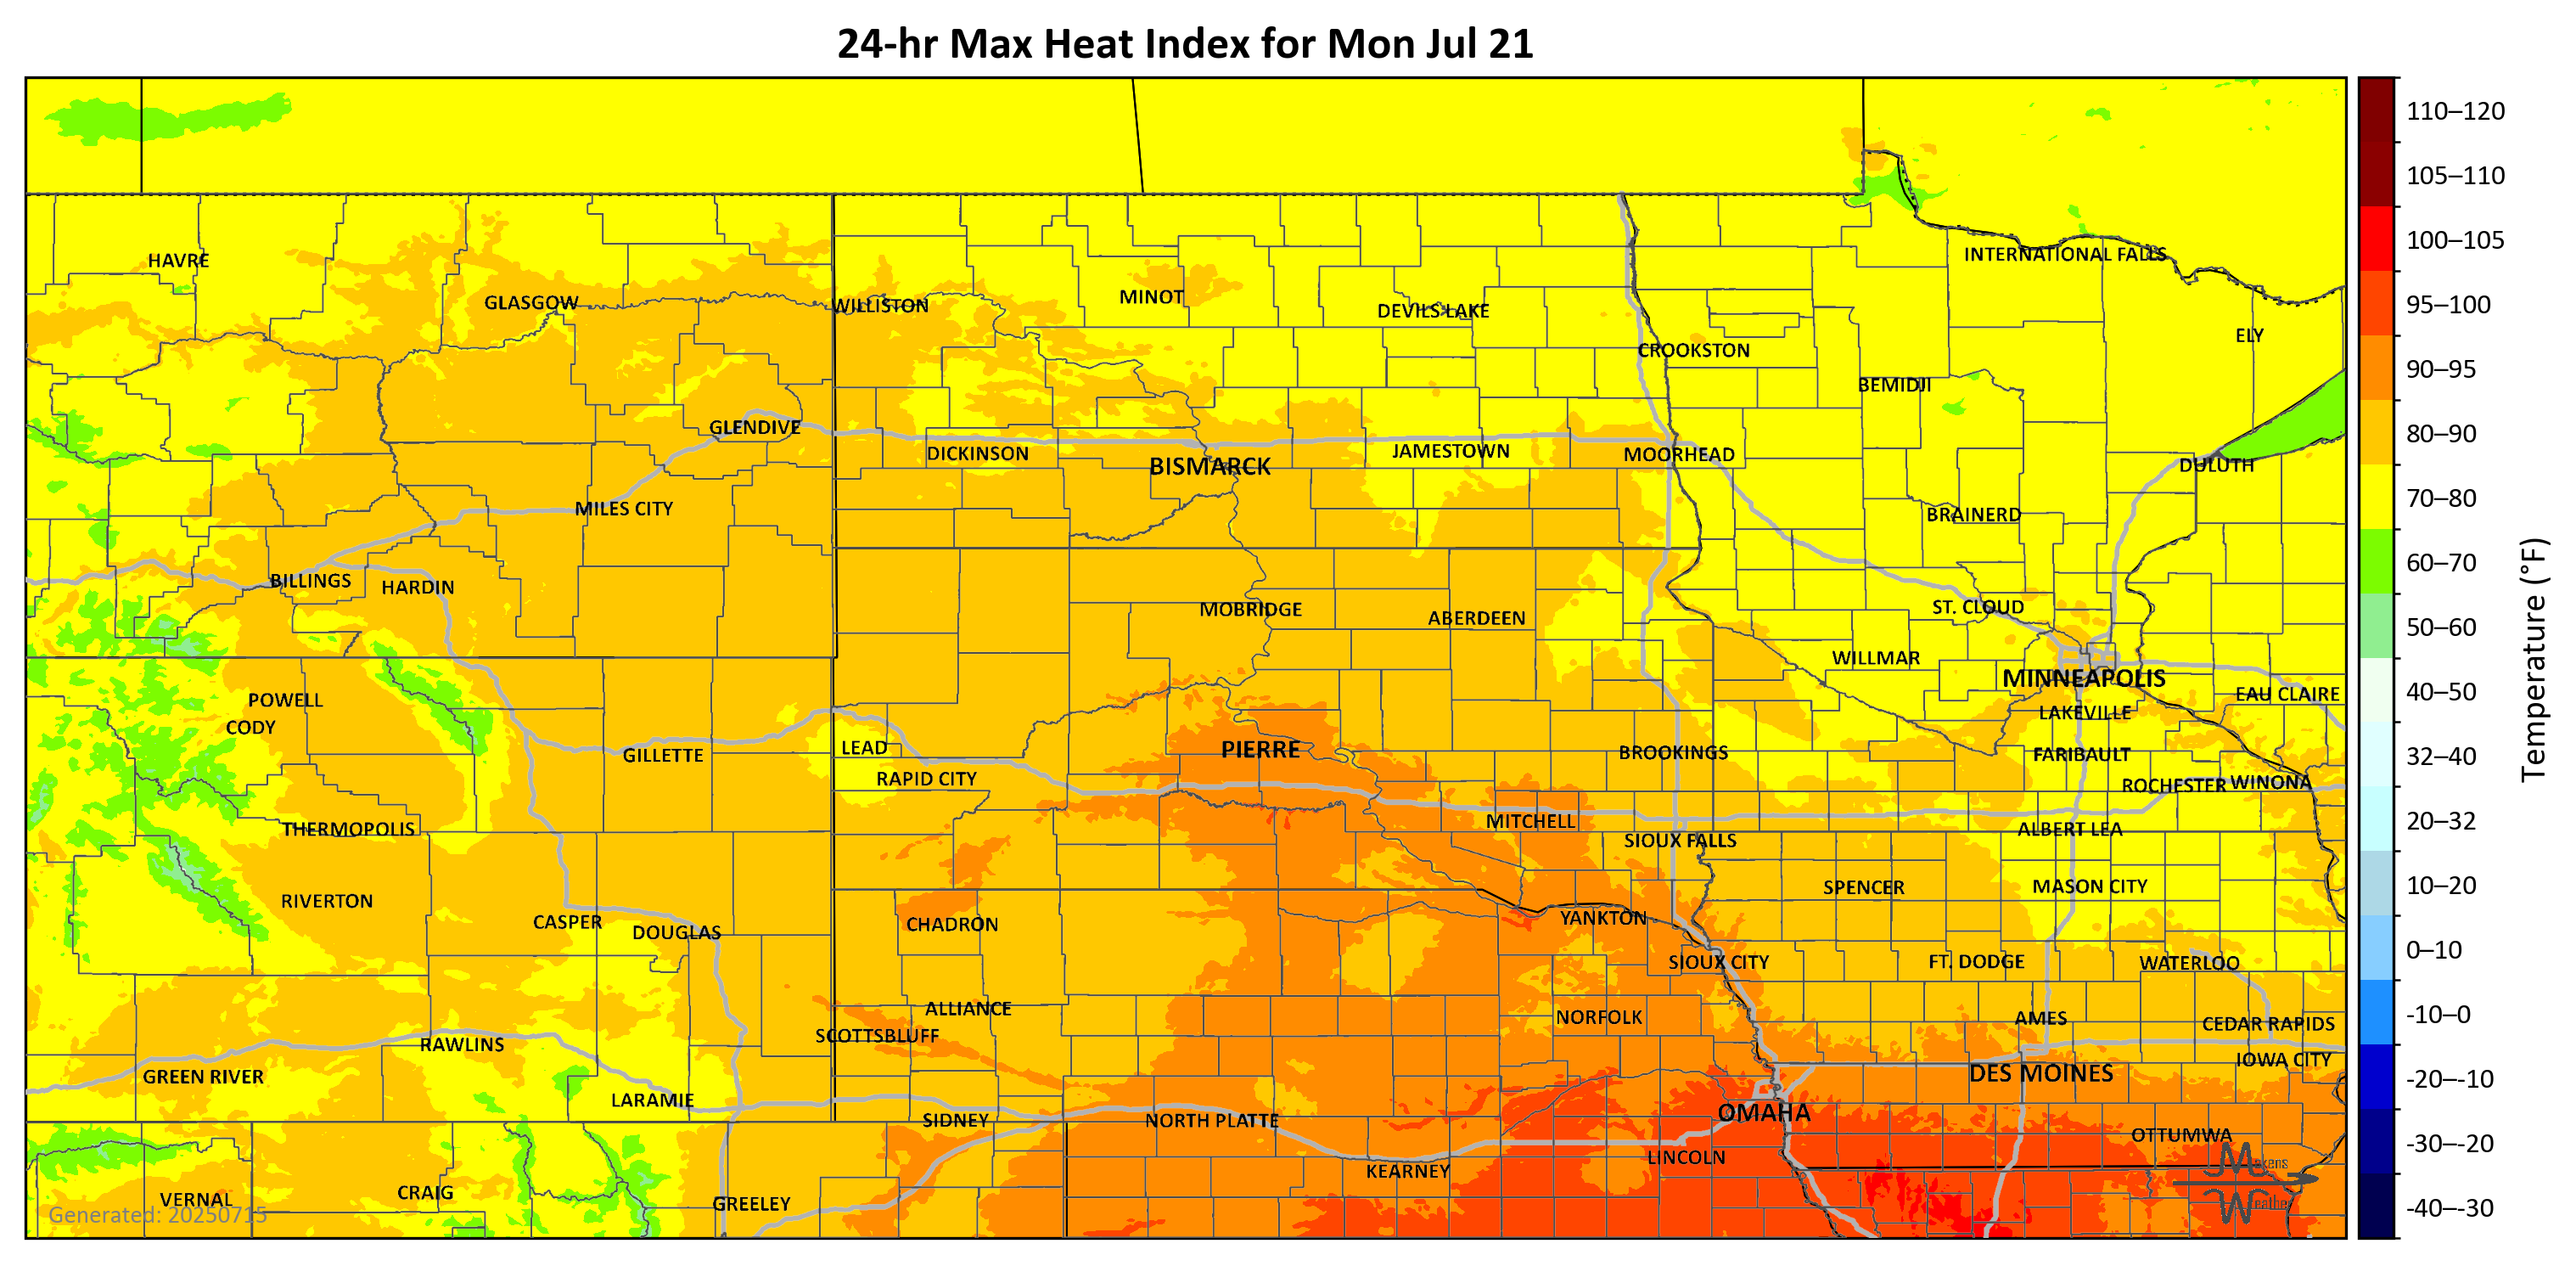 24-hr Max Heat Index for Mon Jul 21
110–120
105–110
100–105
95–100
90–95
80–90
70–80
60–70
50–60
40–50
32–40
20–32
10–20
0–10
-10–0
-20–-10
-30–-20
-40–-30
Temperature (°F)
HAVRE
GLASGOW
WILLISTON
MINOT
DEVILS LAKE
CROOKSTON
INTERNATIONAL FALLS
ELY
BEMIDJI
GLENDIVE
DICKINSON
BISMARCK
JAMESTOWN
MOORHEAD
DULUTH
MILES CITY
BRAINERD
BILLINGS
HARDIN
MOBRIDGE
ABERDEEN
ST. CLOUD
WILLMAR
MINNEAPOLIS
EAU CLAIRE
POWELL
CODY
LAKEVILLE
GILLETTE
LEAD
RAPID CITY
PIERRE
BROOKINGS
FARIBAULT
ROCHESTER
WINONA
THERMOPOLIS
MITCHELL
SIOUX FALLS
ALBERT LEA
RIVERTON
CASPER
DOUGLAS
CHADRON
YANKTON
SPENCER
MASON CITY
SIOUX CITY
FT. DODGE
WATERLOO
ALLIANCE
SCOTTSBLUFF
NORFOLK
AMES
CEDAR RAPIDS
RAWLINS
IOWA CITY
GREEN RIVER
LARAMIE
DES MOINES
SIDNEY
NORTH PLATTE
OMAHA
OTTUMWA
KEARNEY
LINCOLN
VERNAL
CRAIG
GREELEY
Makens
Weather
Generated: 20250715